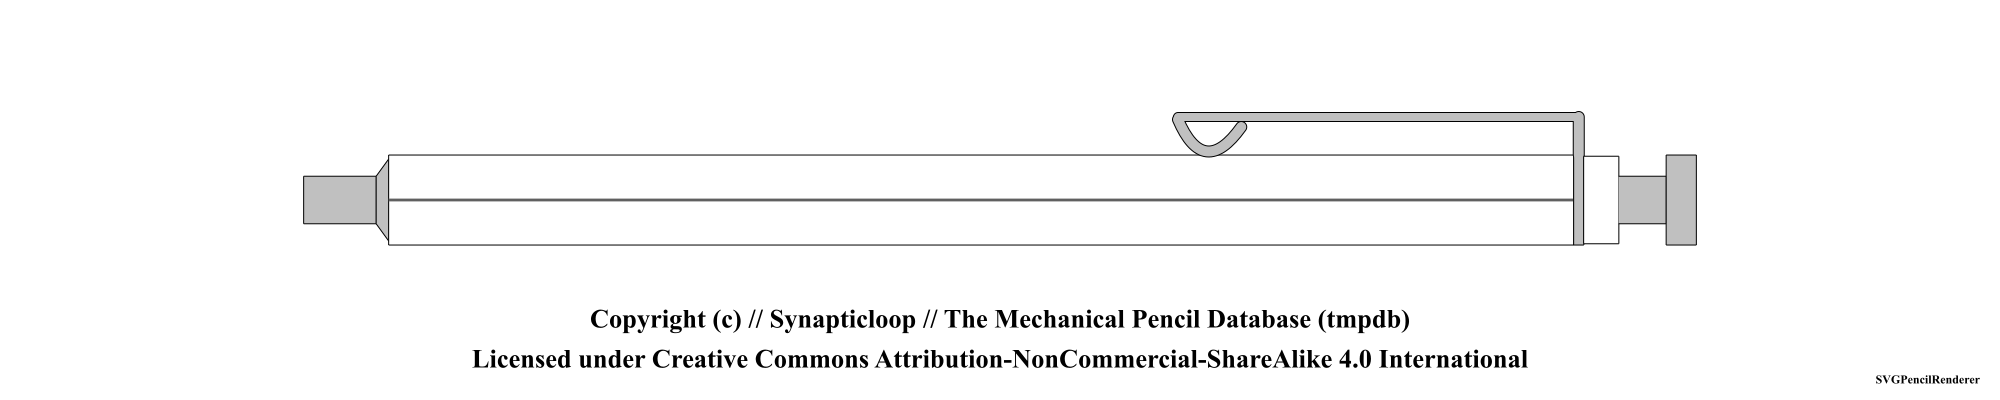 Copyright (c) // Synapticloop // The Mechanical Pencil Database (tmpdb)
Licensed under Creative Commons Attribution-NonCommercial-ShareAlike 4.0 International
SVGPencilRenderer